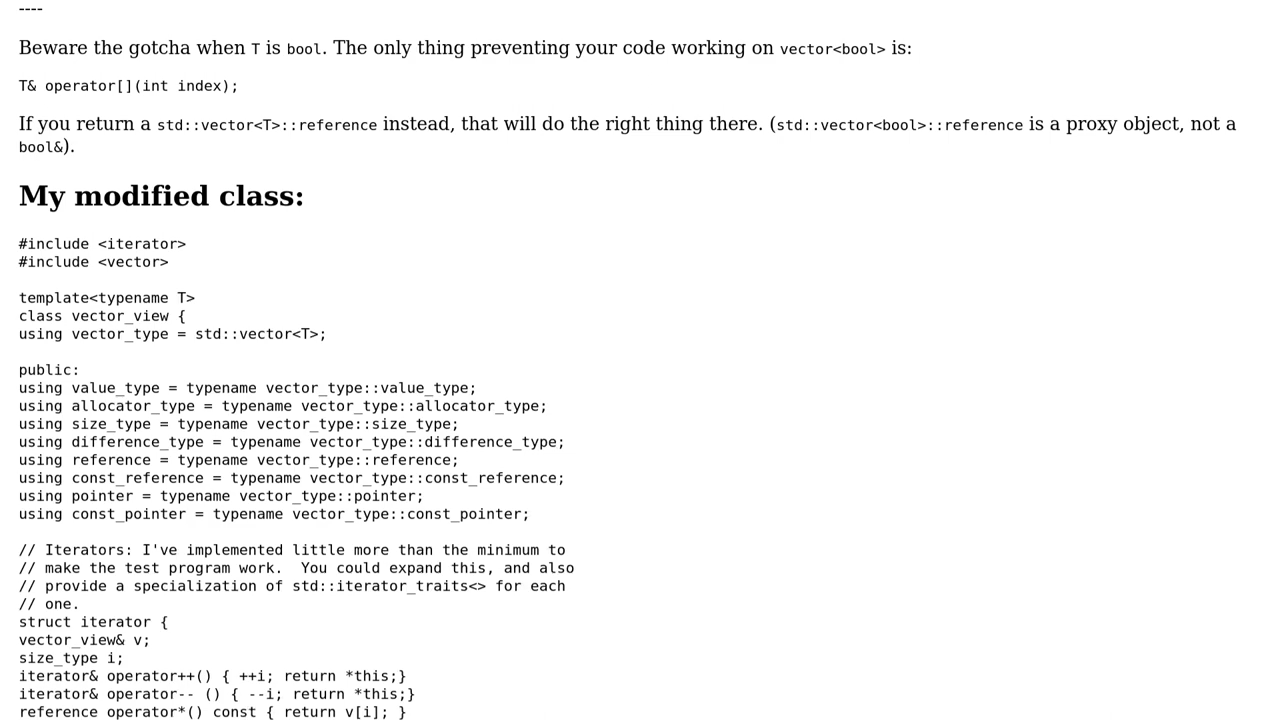 ----
Beware the gotcha when T is bool. The only thing preventing your code working on vector<bool> is:
T& operator[](int index);
If you return a std::vector<T>::reference instead, that will do the right thing there. (std::vector<bool>::reference is a proxy object, not a
bool&).
My modified class:
#include <iterator>
#include <vector>
template<typename T>
class vector_view {
using vector_type = std::vector<T>;
public:
using value_type = typename vector_type::value_type;
using allocator_type = typename vector_type::allocator_type;
using size_type = typename vector_type::size_type;
using difference_type = typename vector_type::difference_type;
using reference = typename vector_type::reference;
using const_reference = typename vector_type::const_reference;
using pointer = typename vector_type::pointer;
using const_pointer = typename vector_type::const_pointer;
// Iterators: I've implemented little more than the minimum to
// make the test program work.  You could expand this, and also
// provide a specialization of std::iterator_traits<> for each
// one.
struct iterator {
vector_view& v;
size_type i;
iterator& operator++() { ++i; return *this;}
iterator& operator-- () { --i; return *this;}
reference operator*() const { return v[i]; }